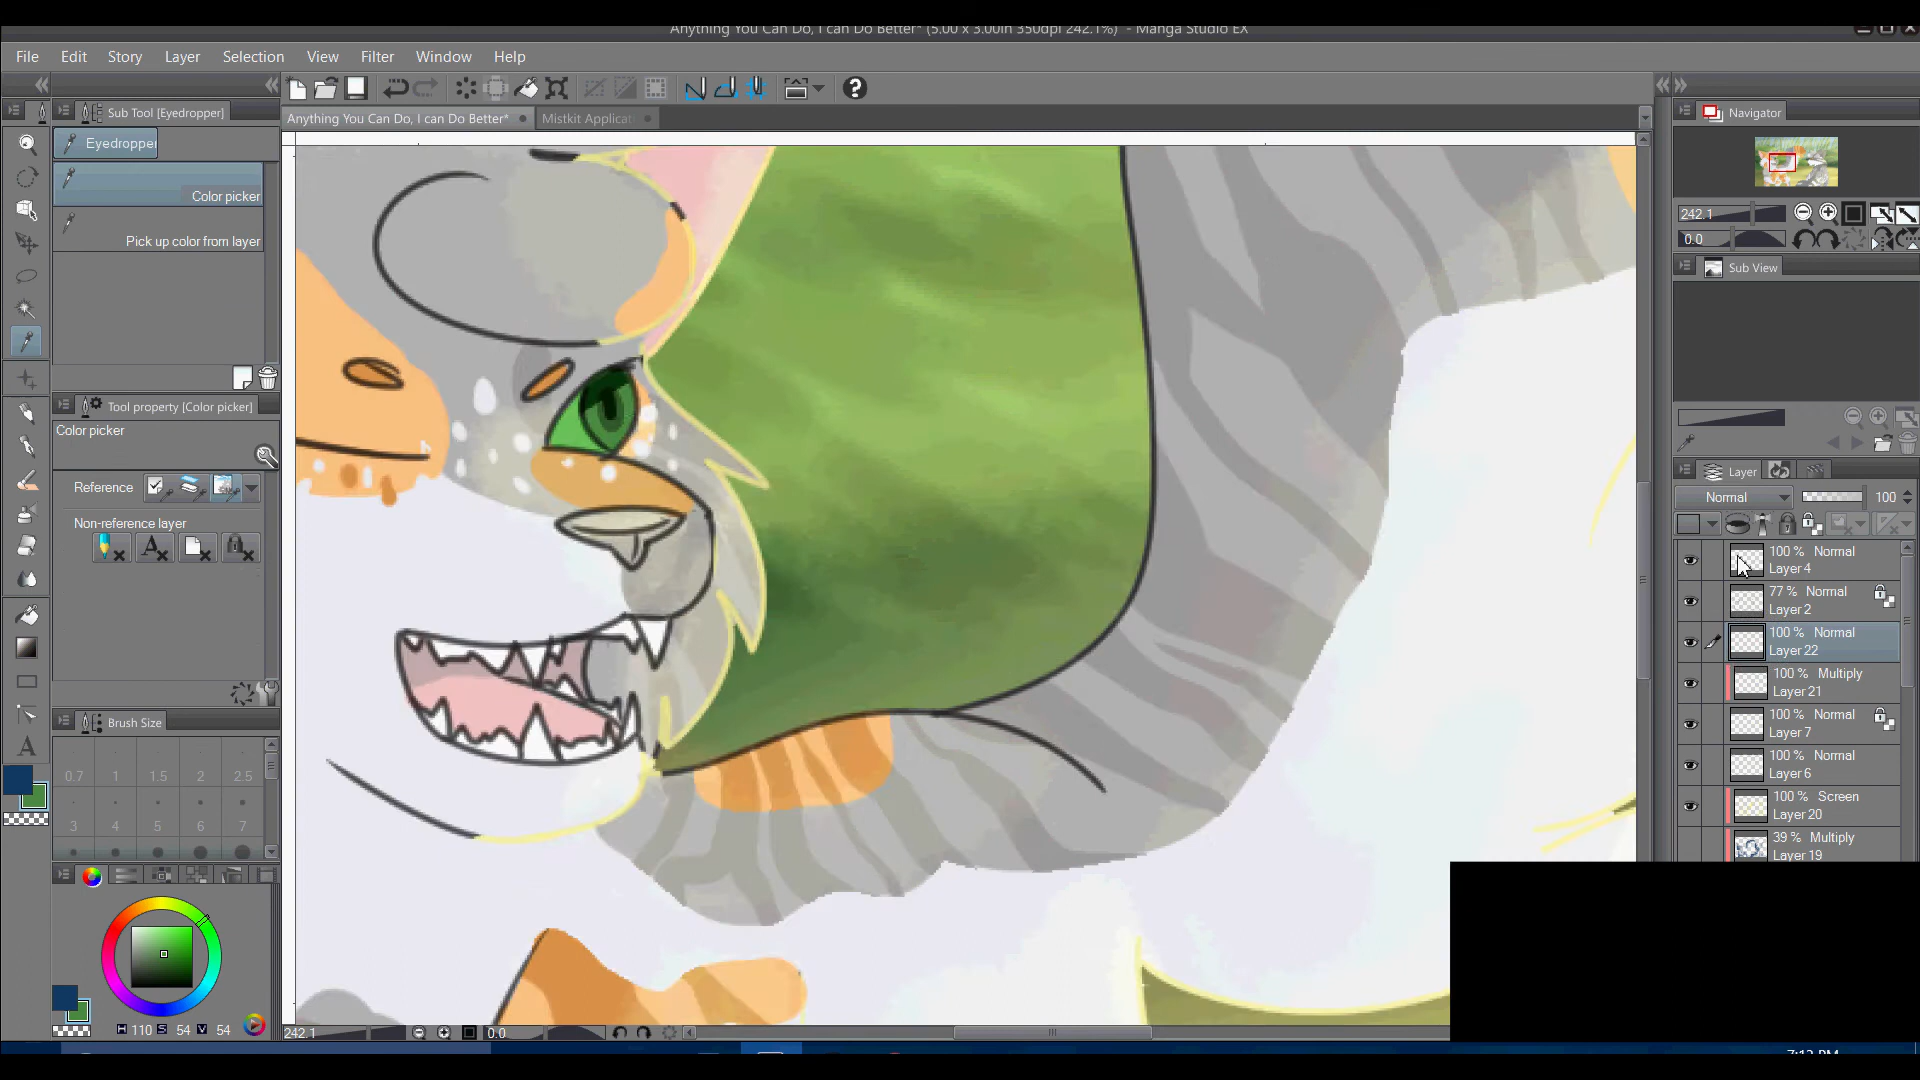 Anything You Can Do, I can Do Better* (5.00 x 3.00in 350dpi 242.1%) - Manga Studio EX
File Edit Story Layer Selection View Filter Window Help
Sub Tool [Eyedropper]
Eyedropper
Color picker
Pick up color from layer
Tool property [Color picker]
Color picker
Reference
Non-reference layer
Brush Size
0.7 1 1.5 2 2.5
3 4 5 6 7
H 110 S 54 V 54
Anything You Can Do, I can Do Better*
Mistkit Applicat
242.1
0.0
Navigator
242.1
0.0
Sub View
Layer
Normal 100
100 % Normal
Layer 4
77 % Normal
Layer 2
100 % Normal
Layer 22
100 % Multiply
Layer 21
100 % Normal
Layer 7
100 % Normal
Layer 6
100 % Screen
Layer 20
39 % Multiply
Layer 19